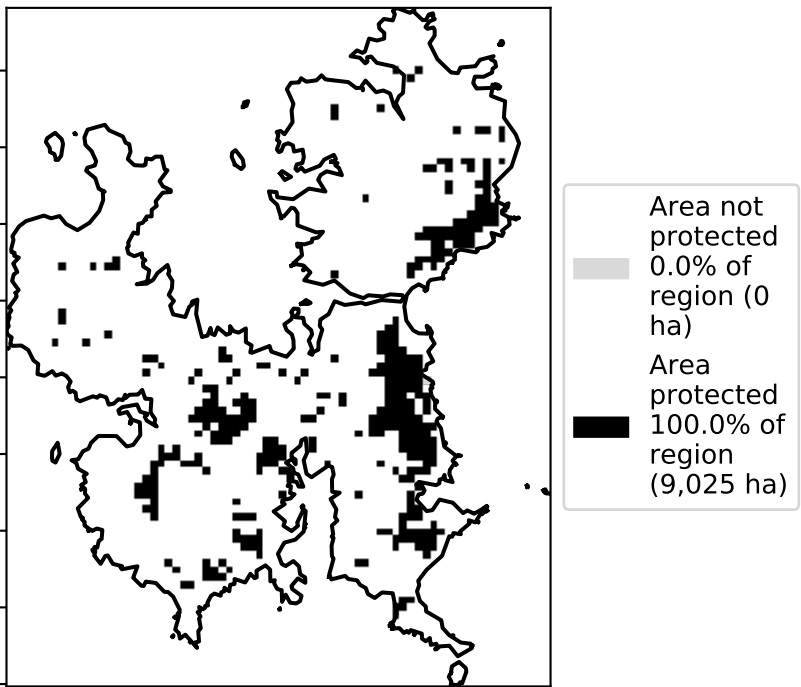 Area not
protected
0.0% of
region (0
ha)
Area
protected
100.0% of
region
(9,025 ha)